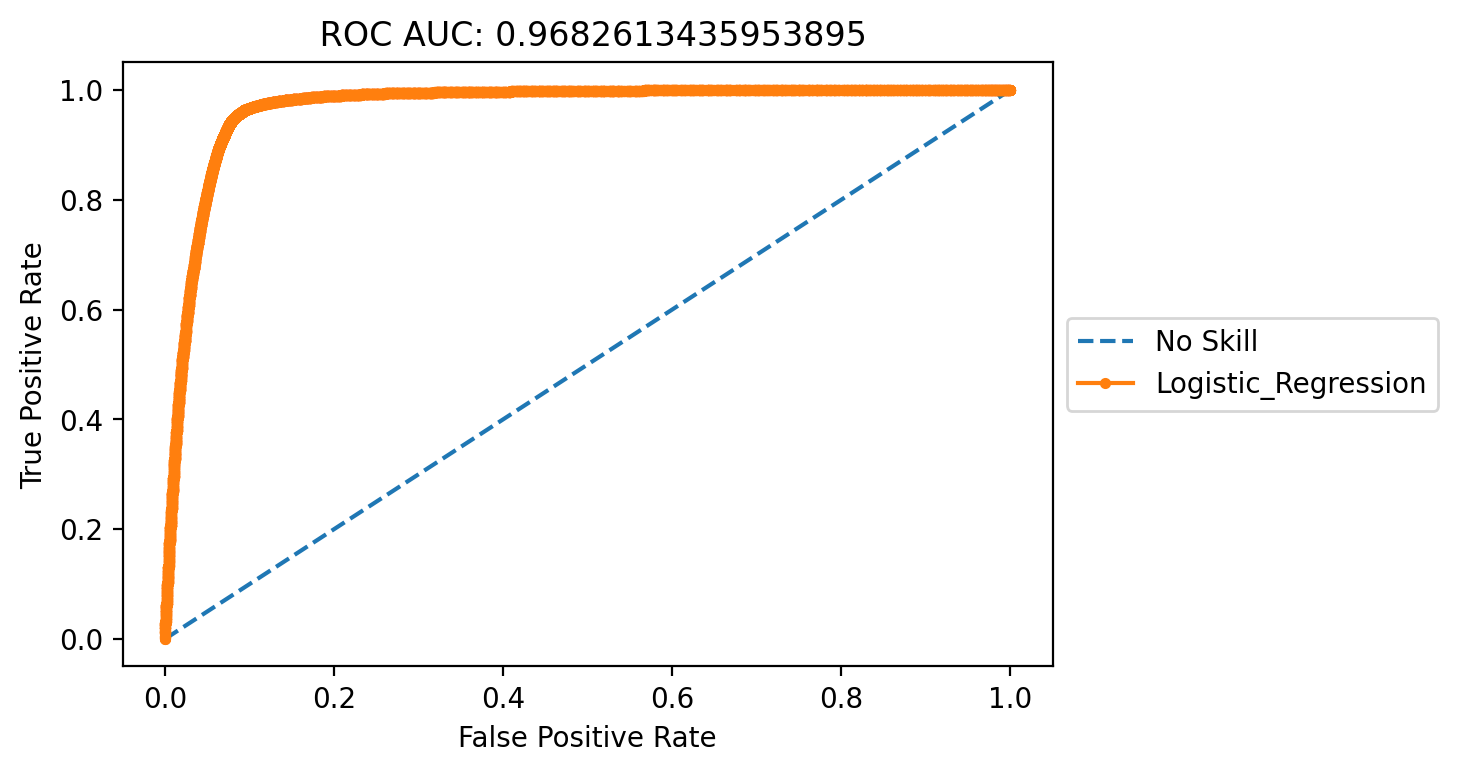 ROC AUC: 0.9682613435953895
1.0
0.8
0.6
0.4
0.2
0.0
True Positive Rate
0.0 0.2 0.4 0.6 0.8 1.0
False Positive Rate
No Skill
Logistic_Regression